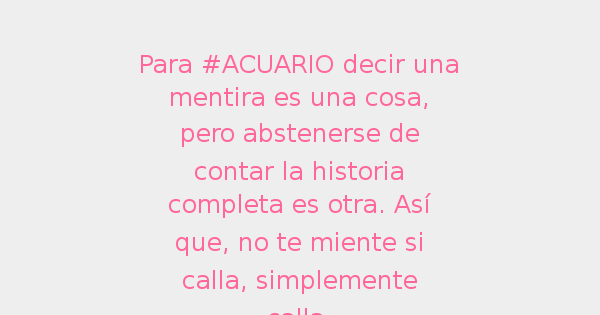 Para #ACUARIO decir una
mentira es una cosa,
pero abstenerse de
contar la historia
completa es otra. Así
que, no te miente si
calla, simplemente